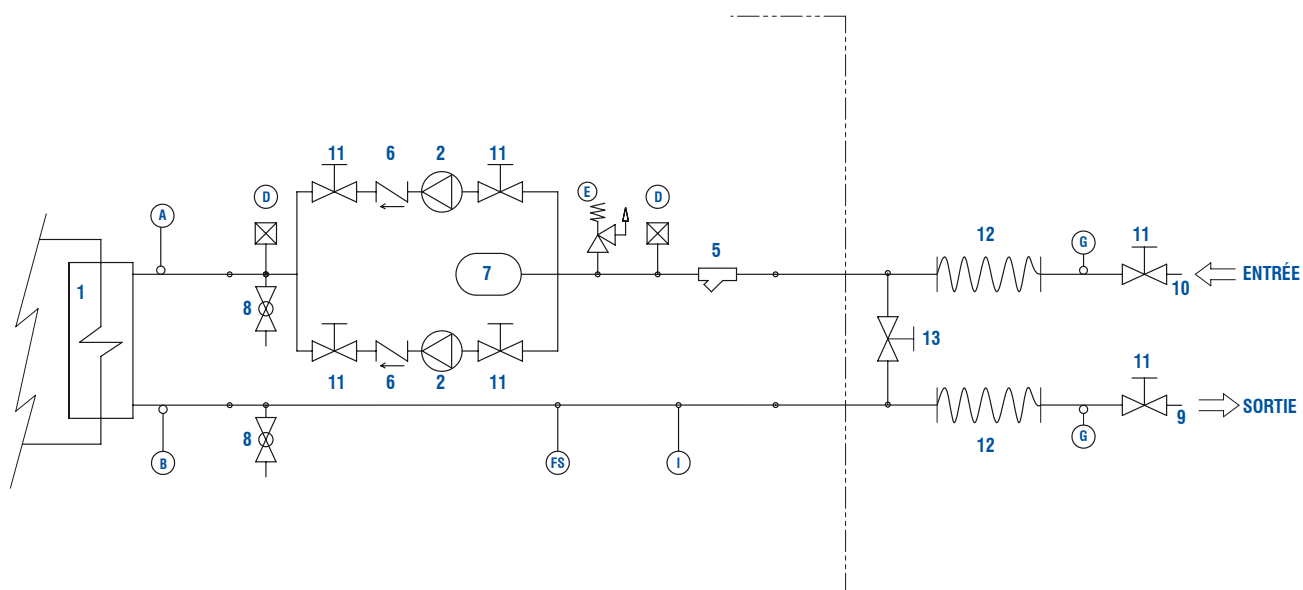 11 6 2 11
D E D
A 5 12 G 11
1 7 ENTRÉE
10
8
13
11 6 2 11 11
SORTIE
9
8 12 G
B FS I